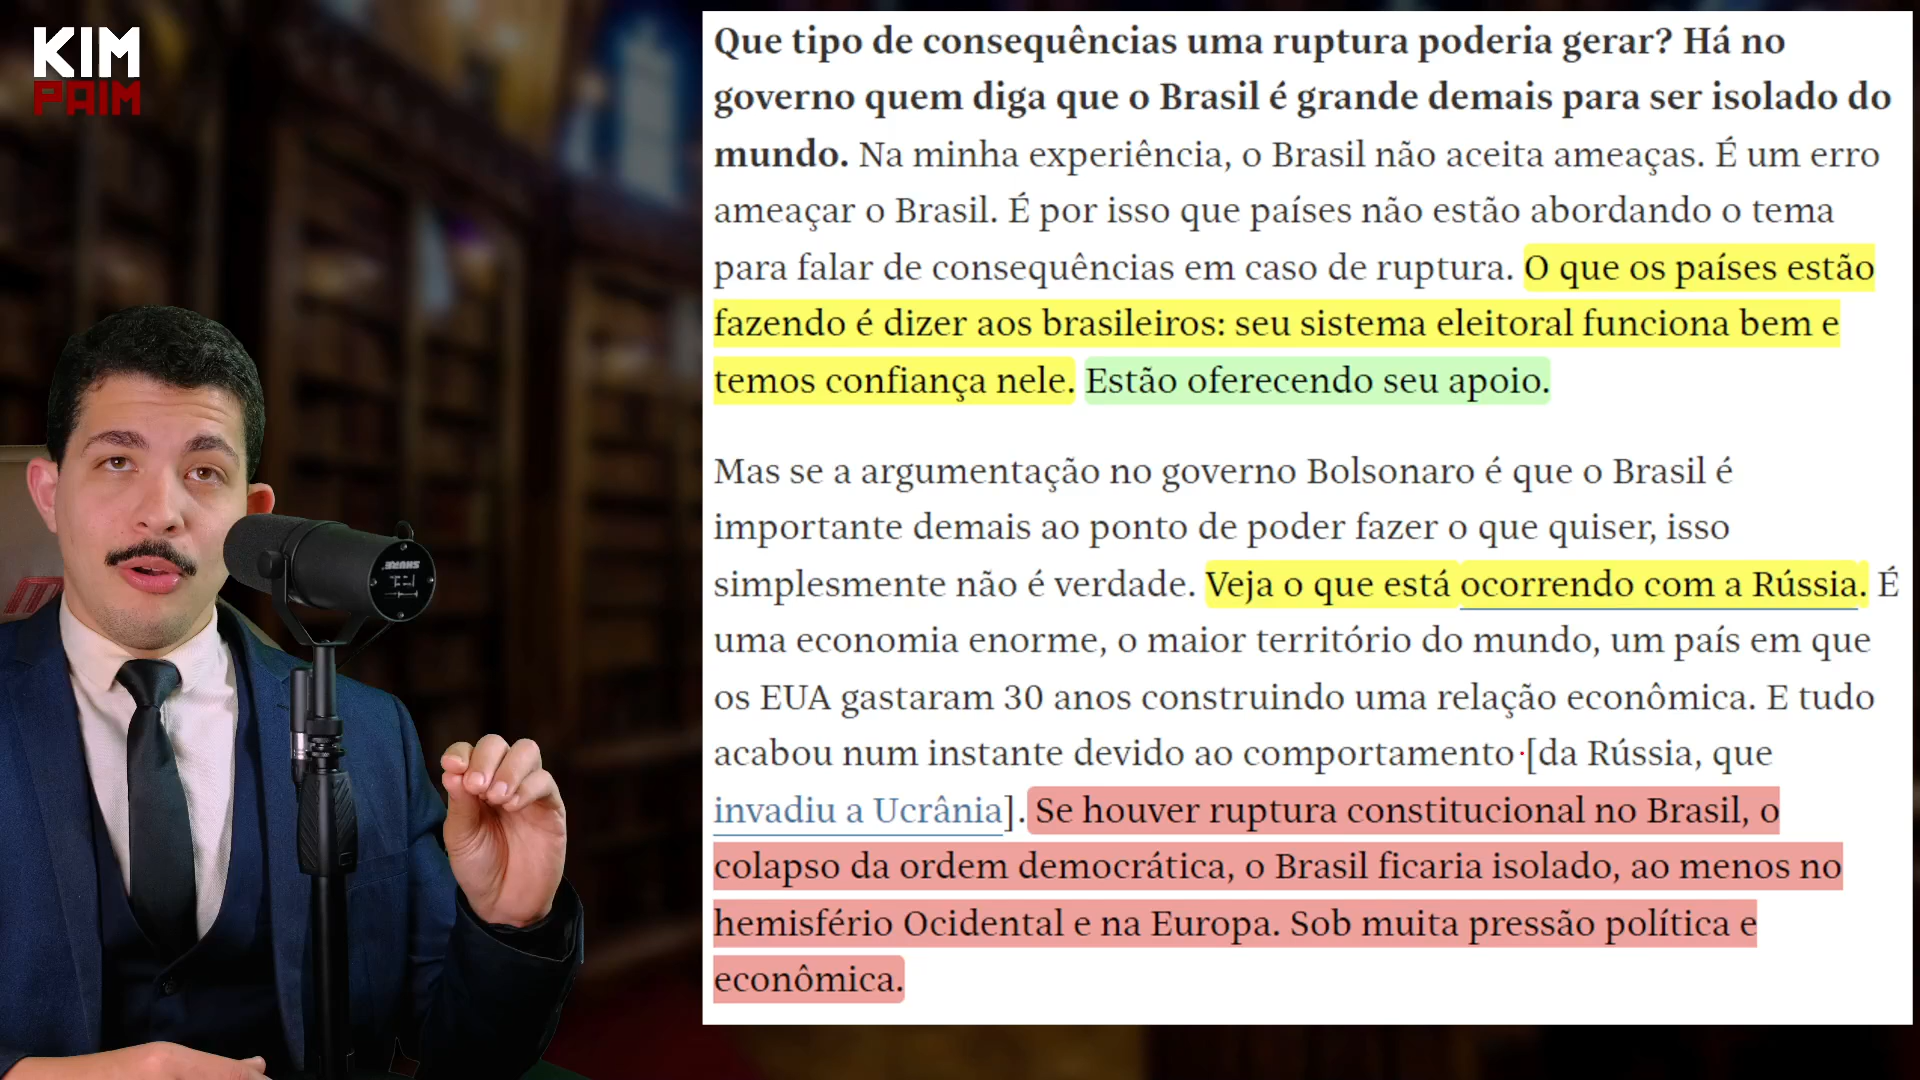 KIM
PAIM
Que tipo de consequências uma ruptura poderia gerar? Há no
governo quem diga que o Brasil é grande demais para ser isolado do
mundo. Na minha experiência, o Brasil não aceita ameaças. É um erro
ameaçar o Brasil. É por isso que países não estão abordando o tema
para falar de consequências em caso de ruptura. O que os países estão
fazendo é dizer aos brasileiros: seu sistema eleitoral funciona bem e
temos confiança nele. Estão oferecendo seu apoio.
Mas se a argumentação no governo Bolsonaro é que o Brasil é
importante demais ao ponto de poder fazer o que quiser, isso
simplesmente não é verdade. Veja o que está ocorrendo com a Rússia. É
uma economia enorme, o maior território do mundo, um país em que
os EUA gastaram 30 anos construindo uma relação econômica. E tudo
acabou num instante devido ao comportamento [da Rússia, que
invadiu a Ucrânia]. Se houver ruptura constitucional no Brasil, o
colapso da ordem democrática, o Brasil ficaria isolado, ao menos no
hemisfério Ocidental e na Europa. Sob muita pressão política e
econômica.
SHURE